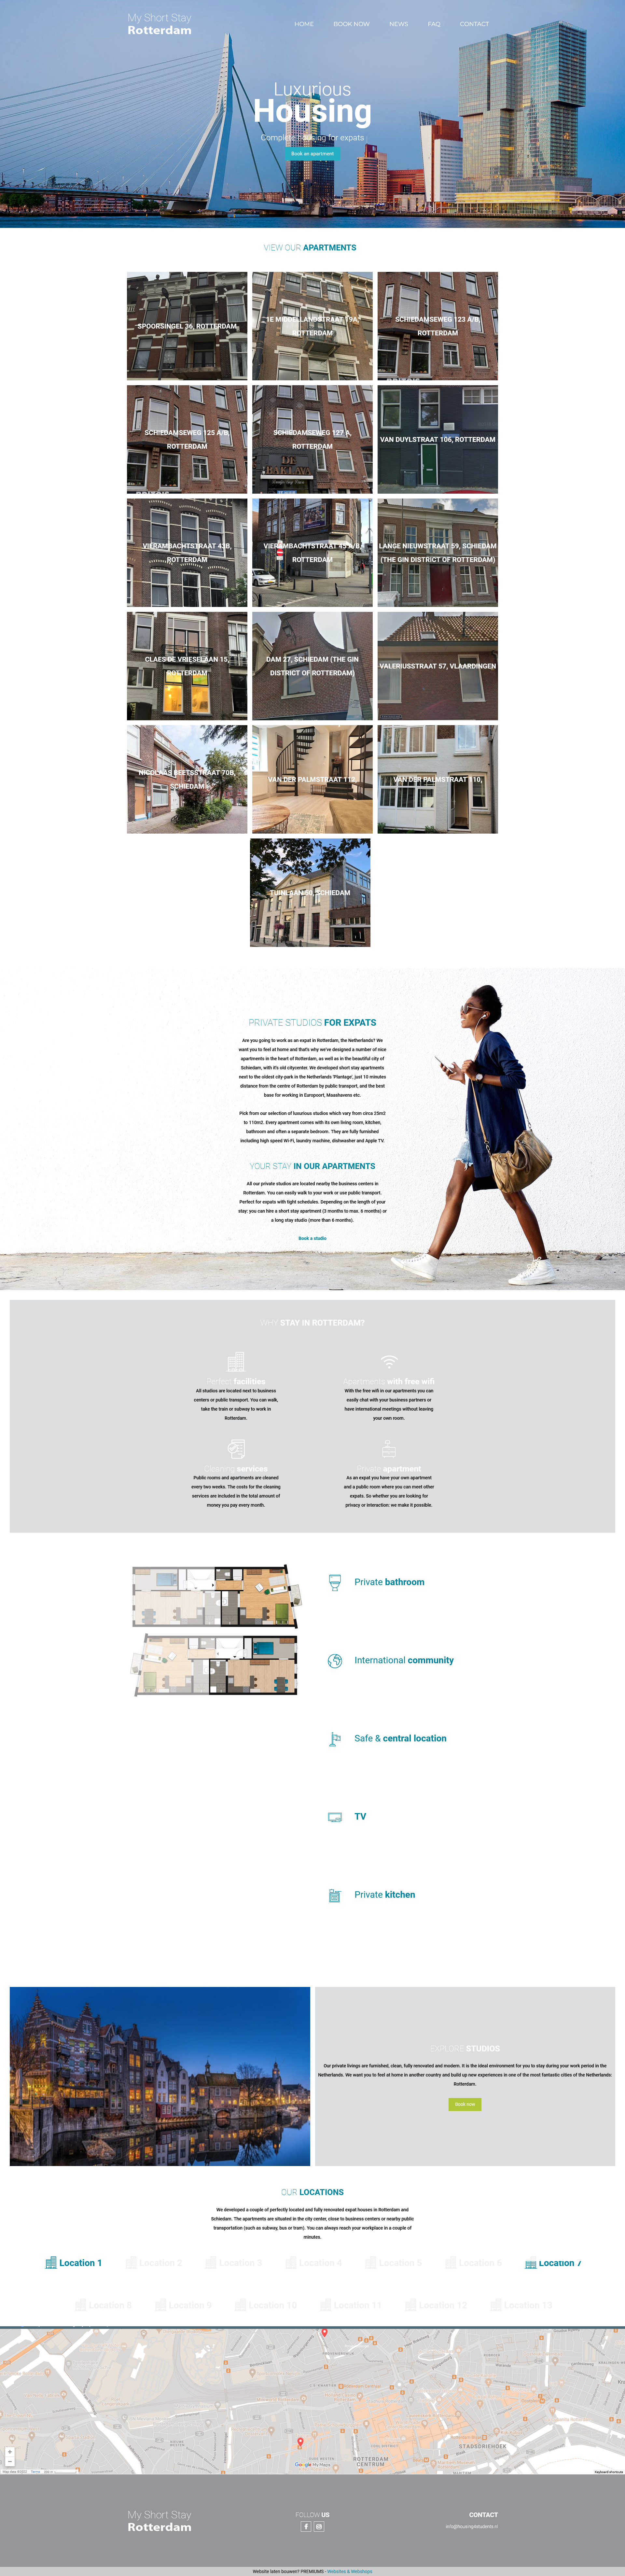 My Short Stay
Rotterdam
HOME
BOOK NOW
NEWS
FAQ
CONTACT
Luxurious
Housing
Complete housing for expats
Book an apartment
VIEW OUR APARTMENTS
SPOORSINGEL 36, ROTTERDAM
1E MIDDELLANDSTRAAT 19A,
ROTTERDAM
SCHIEDAMSEWEG 123 A/B,
ROTTERDAM
SCHIEDAMSEWEG 125 A/B,
ROTTERDAM
SCHIEDAMSEWEG 127 A,
ROTTERDAM
VAN DUYLSTRAAT 106, ROTTERDAM
VIERAMBACHTSTRAAT 43B,
ROTTERDAM
VIERAMBACHTSTRAAT 45 A/B,
ROTTERDAM
LANGE NIEUWSTRAAT 59, SCHIEDAM
(THE GIN DISTRICT OF ROTTERDAM)
CLAES DE VRIESELAAN 15,
ROTTERDAM
DAM 27, SCHIEDAM (THE GIN
DISTRICT OF ROTTERDAM)
VALERIUSSTRAAT 57, VLAARDINGEN
NICOLAAS BEETSSTRAAT 70B,
SCHIEDAM
VAN DER PALMSTRAAT 112,
VAN DER PALMSTRAAT 110,
TUINLAAN 50, SCHIEDAM
PRIVATE STUDIOS FOR EXPATS
Are you going to work as an expat in Rotterdam, the Netherlands? We
want you to feel at home and that's why we've designed a number of nice
apartments in the heart of Rotterdam, as well as in the beautiful city of
Schiedam, with it's old citycenter. We developed short stay apartments
next to the oldest city-park in the Netherlands 'Plantage', just 10 minutes
distance from the centre of Rotterdam by public transport, and the best
base for working in Europoort, Maashavens etc.
Pick from our selection of luxurious studios which vary from circa 25m2
to 110m2. Every apartment comes with its own living room, kitchen,
bathroom and often a separate bedroom. They are fully furnished
including high speed Wi-Fi, laundry machine, dishwasher and Apple TV.
YOUR STAY IN OUR APARTMENTS
All our private studios are located nearby the business centers in
Rotterdam. You can easily walk to your work or use public transport.
Perfect for expats with tight schedules. Depending on the length of your
stay: you can hire a short stay apartment (3 months to max. 6 months) or
a long stay studio (more than 6 months).
Book a studio
WHY STAY IN ROTTERDAM?
Perfect facilities
All studios are located next to business
centers or public transport. You can walk,
take the train or subway to work in
Rotterdam.
Apartments with free wifi
With the free wifi in our apartments you can
easily chat with your business partners or
have international meetings without leaving
your own room.
Cleaning services
Public rooms and apartments are cleaned
every two weeks. The costs for the cleaning
services are included in the total amount of
money you pay every month.
Private apartment
As an expat you have your own apartment
and a public room where you can meet other
expats. So whether you are looking for
privacy or interaction: we make it possible.
Private bathroom
International community
Safe & central location
TV
Private kitchen
EXPLORE STUDIOS
Our private livings are furnished, clean, fully renovated and modern. It is the ideal environment for you to stay during your work period in the
Netherlands. We want you to feel at home in another country and build up new experiences in one of the most fantastic cities of the Netherlands:
Rotterdam.
Book now
OUR LOCATIONS
We developed a couple of perfectly located and fully renovated expat houses in Rotterdam and
Schiedam. The apartments are situated in the city center, close to business centers or nearby public
transportation (such as subway, bus or tram). You can always reach your workplace in a couple of
minutes.
Location 1
Location 2
Location 3
Location 4
Location 5
Location 6
Location 7
Location 8
Location 9
Location 10
Location 11
Location 12
Location 13
STADSDRIEHOEK
ROTTERDAM
CENTRUM
Google My Maps
My Short Stay
Rotterdam
FOLLOW US
CONTACT
Website laten bouwen? PREMIUMS - Websites & Webshops